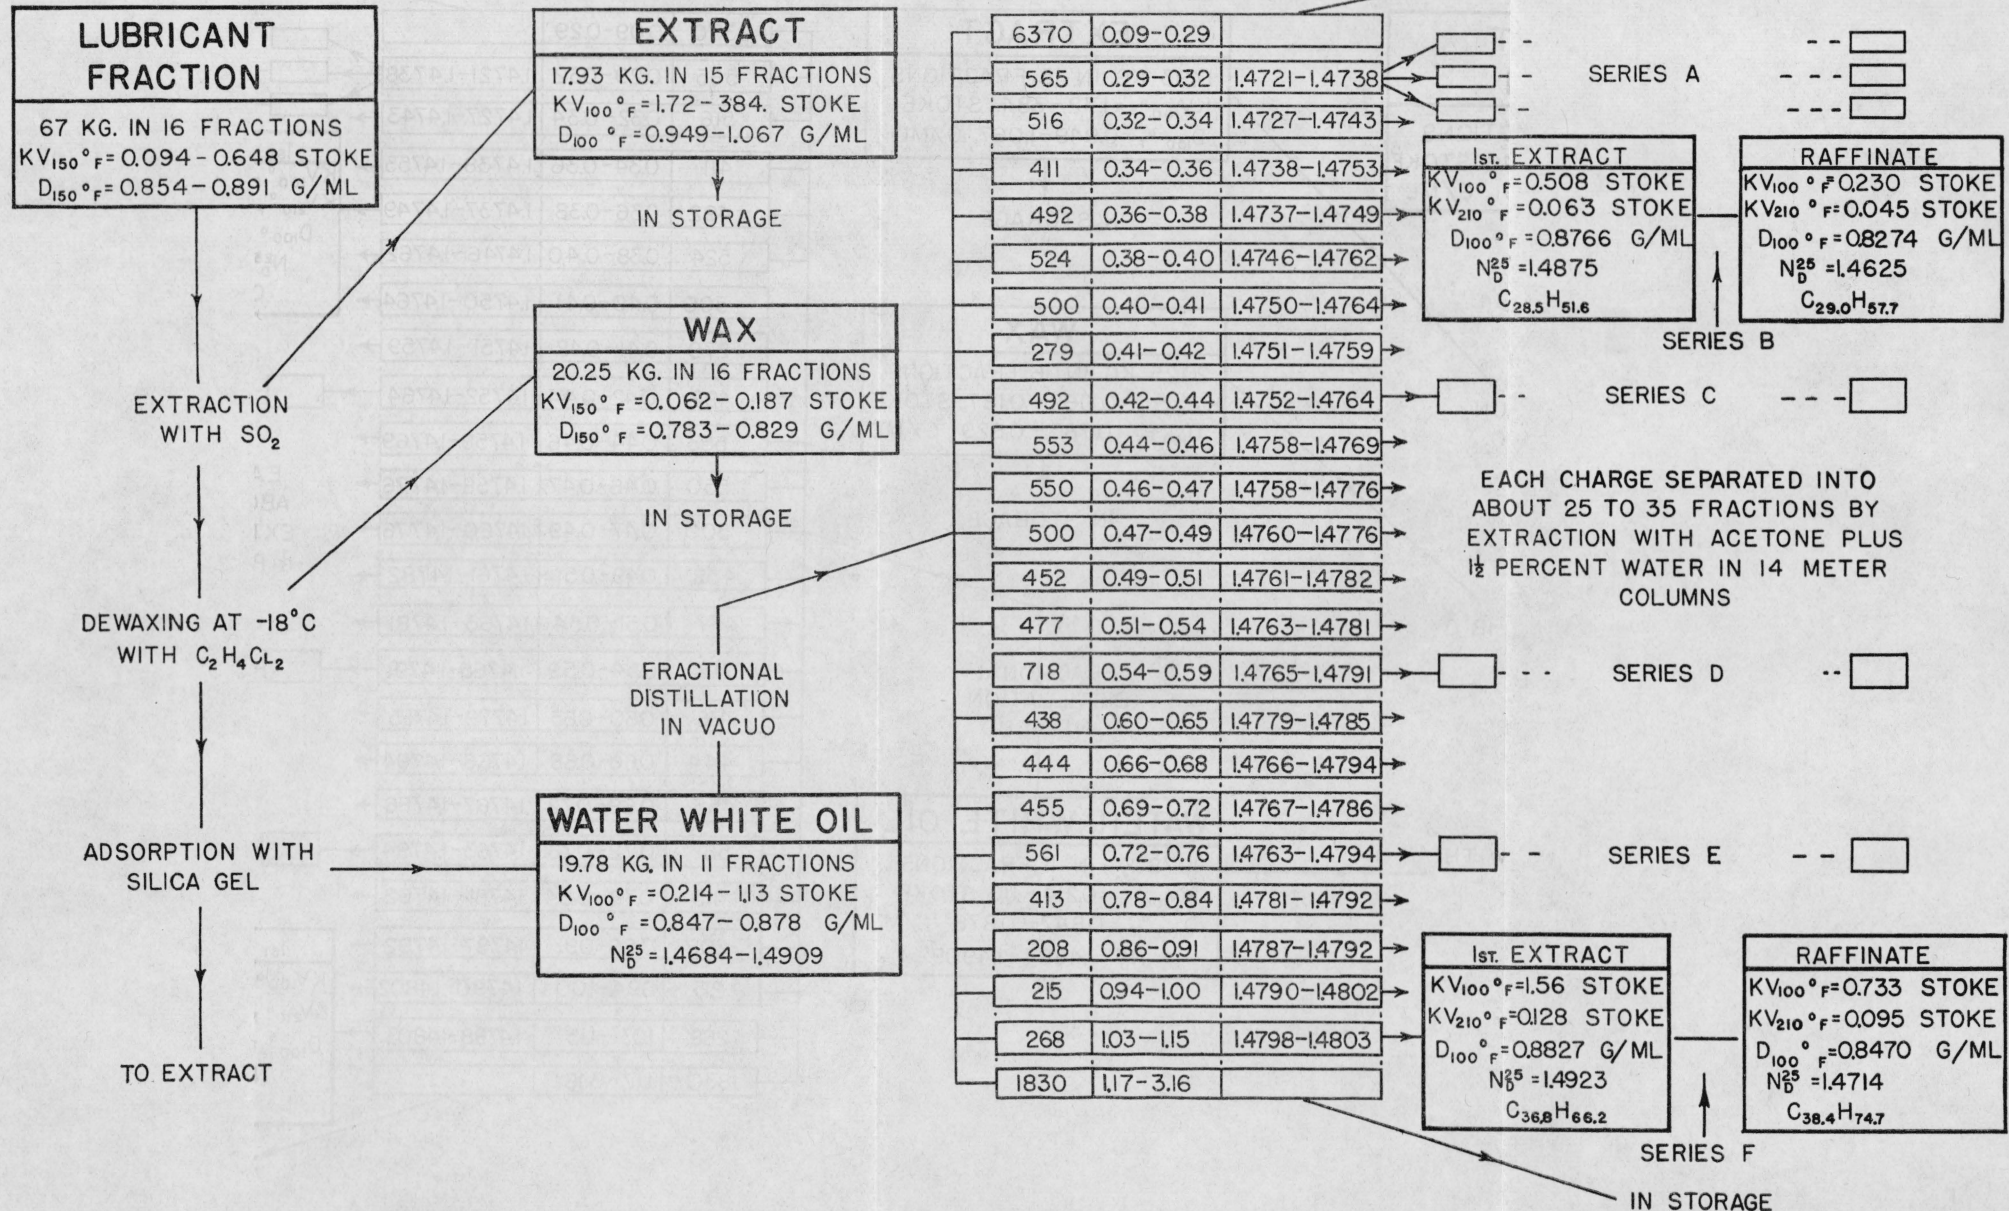 LUBRICANT
FRACTION
67 KG. IN 16 FRACTIONS
KV150°F=0.094-0.648 STOKE
D150°F=0.854-0.891 G/ML
EXTRACTION
WITH SO2
DEWAXING AT -18°C
WITH C2H4CL2
ADSORPTION WITH
SILICA GEL
TO EXTRACT
EXTRACT
17.93 KG. IN 15 FRACTIONS
KV100°F=1.72-384. STOKE
D100°F=0.949-1.067 G/ML
IN STORAGE
WAX
20.25 KG. IN 16 FRACTIONS
KV150°F=0.062-0.187 STOKE
D150°F=0.783-0.829 G/ML
IN STORAGE
FRACTIONAL
DISTILLATION
IN VACUO
WATER WHITE OIL
19.78 KG. IN 11 FRACTIONS
KV100°F=0.214-1.13 STOKE
D100°F=0.847-0.878 G/ML
N25D=1.4684-1.4909
6370 0.09-0.29
565 0.29-0.32 1.4721-1.4738
516 0.32-0.34 1.4727-1.4743
411 0.34-0.36 1.4738-1.4753
492 0.36-0.38 1.4737-1.4749
524 0.38-0.40 1.4746-1.4762
500 0.40-0.41 1.4750-1.4764
279 0.41-0.42 1.4751-1.4759
492 0.42-0.44 1.4752-1.4764
553 0.44-0.46 1.4758-1.4769
550 0.46-0.47 1.4758-1.4776
500 0.47-0.49 1.4760-1.4776
452 0.49-0.51 1.4761-1.4782
477 0.51-0.54 1.4763-1.4781
718 0.54-0.59 1.4765-1.4791
438 0.60-0.65 1.4779-1.4785
444 0.66-0.68 1.4766-1.4794
455 0.69-0.72 1.4767-1.4786
561 0.72-0.76 1.4763-1.4794
413 0.78-0.84 1.4781-1.4792
208 0.86-0.91 1.4787-1.4792
215 0.94-1.00 1.4790-1.4802
268 1.03-1.15 1.4798-1.4803
1830 1.17-3.16
SERIES A
1ST. EXTRACT
KV100°F=0.508 STOKE
KV210°F=0.063 STOKE
D100°F=0.8766 G/ML
N25D=1.4875
C28.5H51.6
RAFFINATE
KV100°F=0.230 STOKE
KV210°F=0.045 STOKE
D100°F=0.8274 G/ML
N25D=1.4625
C29.0H57.7
SERIES B
SERIES C
EACH CHARGE SEPARATED INTO
ABOUT 25 TO 35 FRACTIONS BY
EXTRACTION WITH ACETONE PLUS
1½ PERCENT WATER IN 14 METER
COLUMNS
SERIES D
SERIES E
1ST. EXTRACT
KV100°F=1.56 STOKE
KV210°F=0.128 STOKE
D100°F=0.8827 G/ML
N25D=1.4923
C36.8H66.2
RAFFINATE
KV100°F=0.733 STOKE
KV210°F=0.095 STOKE
D100°F=0.8470 G/ML
N25D=1.4714
C38.4H74.7
SERIES F
IN STORAGE